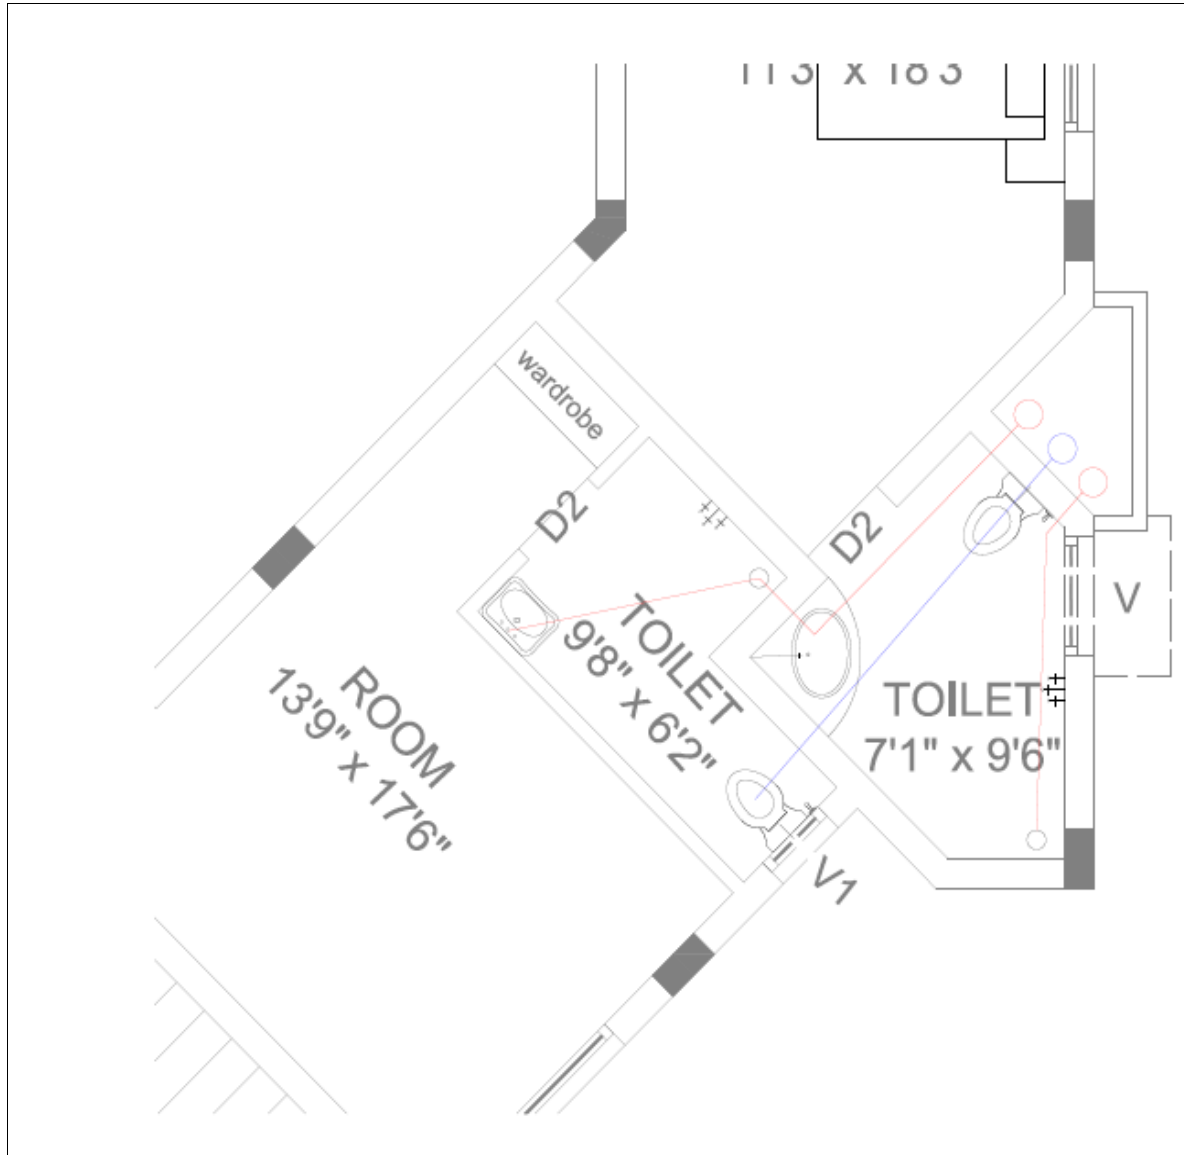 wardrobe
D2
D2
TOILET
9'8" x 6'2"
V
ROOM
13'9" x 17'6"
TOILET
7'1" x 9'6"
V1